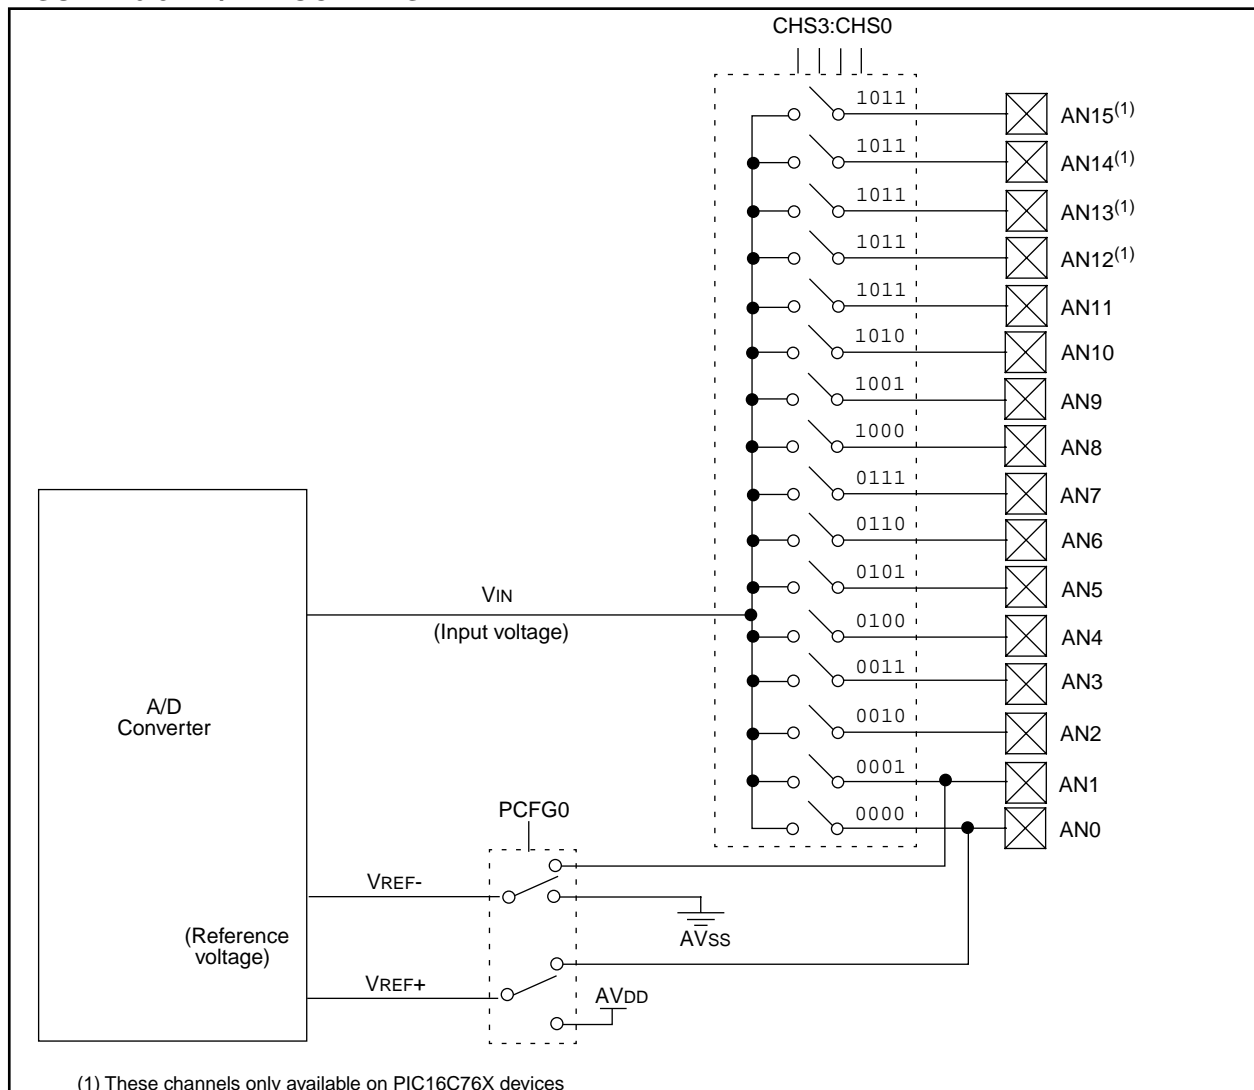 CHS3:CHS0
1011 AN15(1)
1011 AN14(1)
1011 AN13(1)
1011 AN12(1)
1011 AN11
1010 AN10
1001 AN9
1000 AN8
0111 AN7
0110 AN6
0101 AN5
VIN
(Input voltage)
0100 AN4
0011 AN3
A/D
Converter
0010 AN2
0001 AN1
PCFG0
0000 AN0
VREF-
(Reference
voltage)
AVSS
VREF+
AVDD
(1) These channels only available on PIC16C76X devices